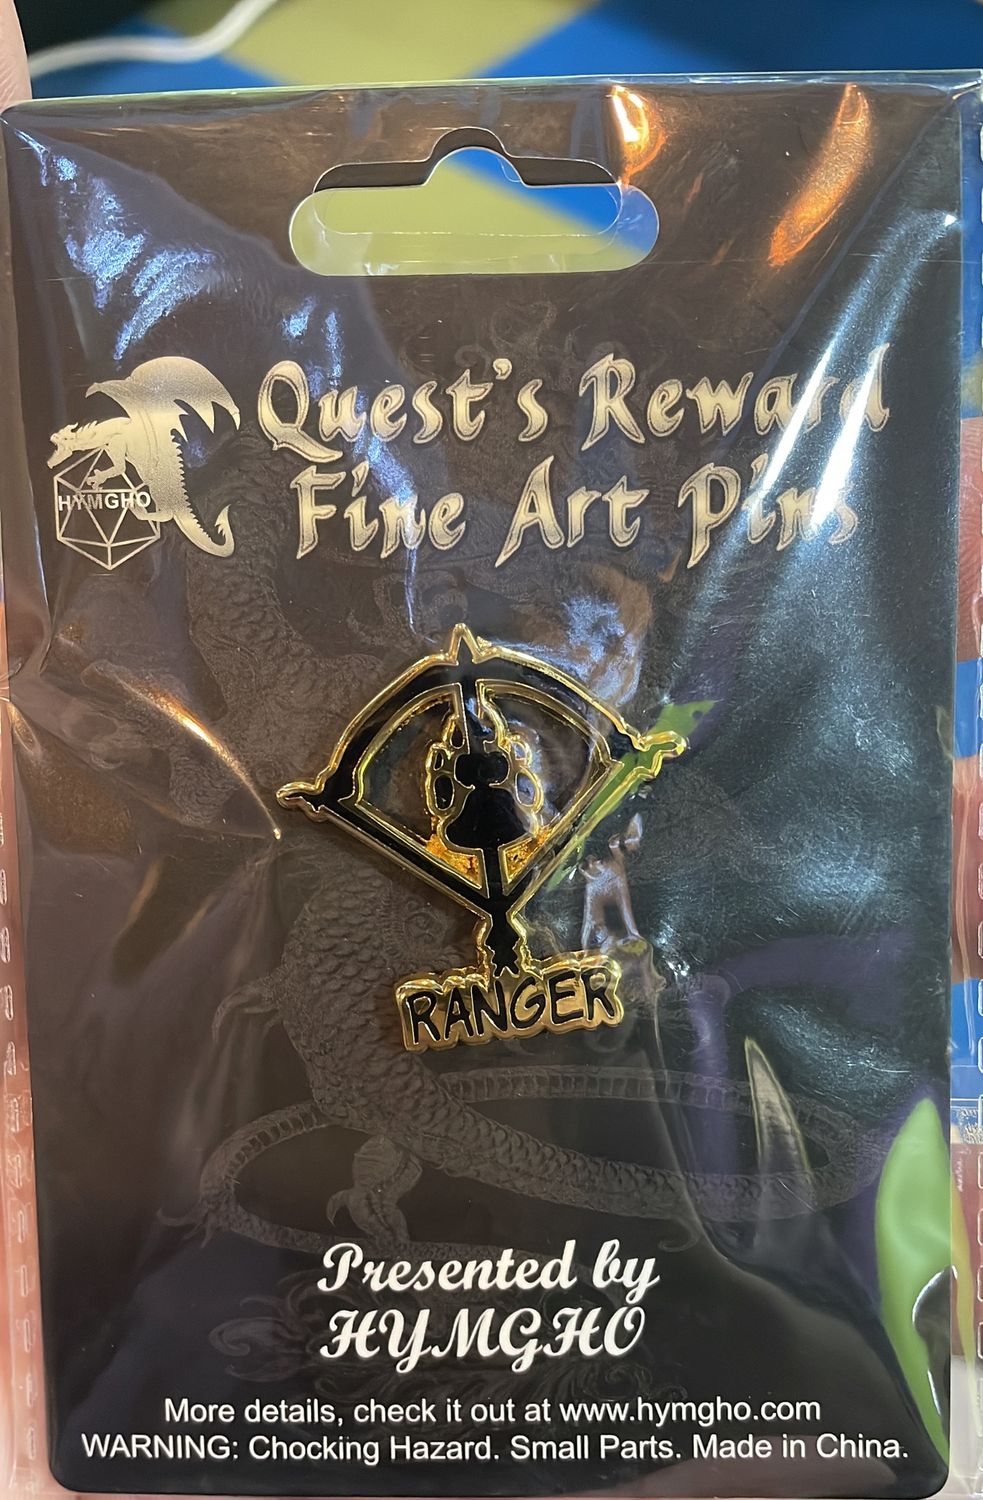 Quest's Reward
Fine Art Pins
HYMGHO
RANGER
Presented by
HYMGHO
More details, check it out at www.hymgho.com
WARNING: Chocking Hazard. Small Parts. Made in China.